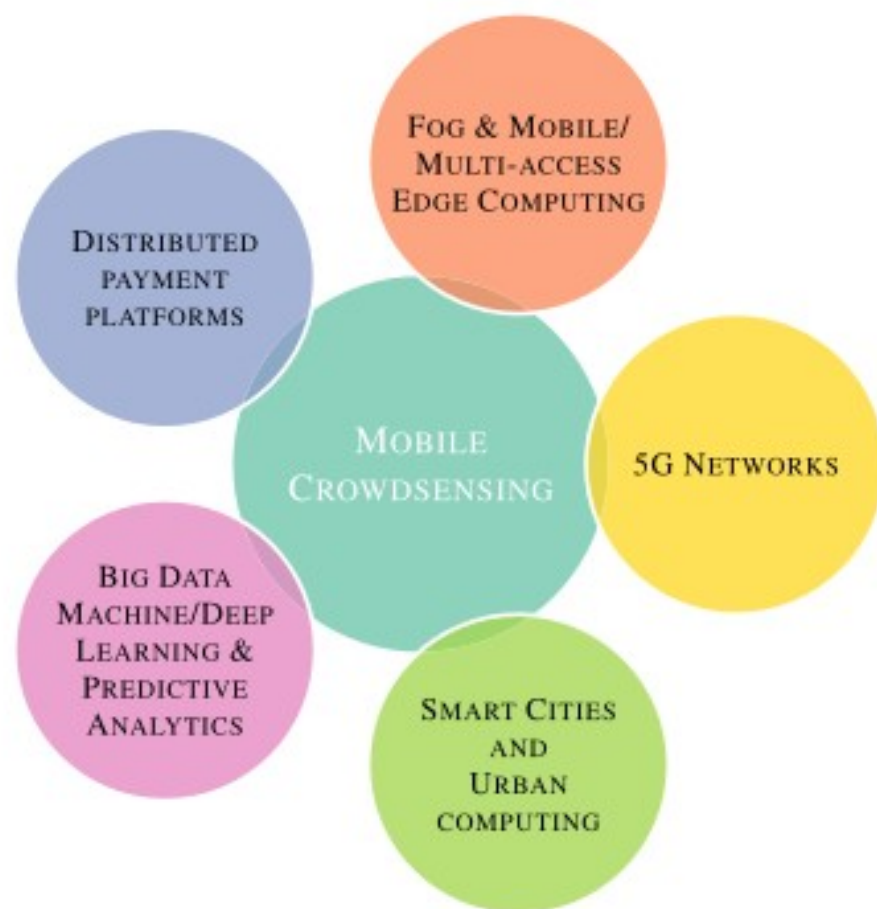 FOG & MOBILE/
MULTI-ACCESS
EDGE COMPUTING
DISTRIBUTED
PAYMENT
PLATFORMS
MOBILE
CROWDSENSING
5G NETWORKS
BIG DATA
MACHINE/DEEP
LEARNING &
PREDICTIVE
ANALYTICS
SMART CITIES
AND
URBAN
COMPUTING